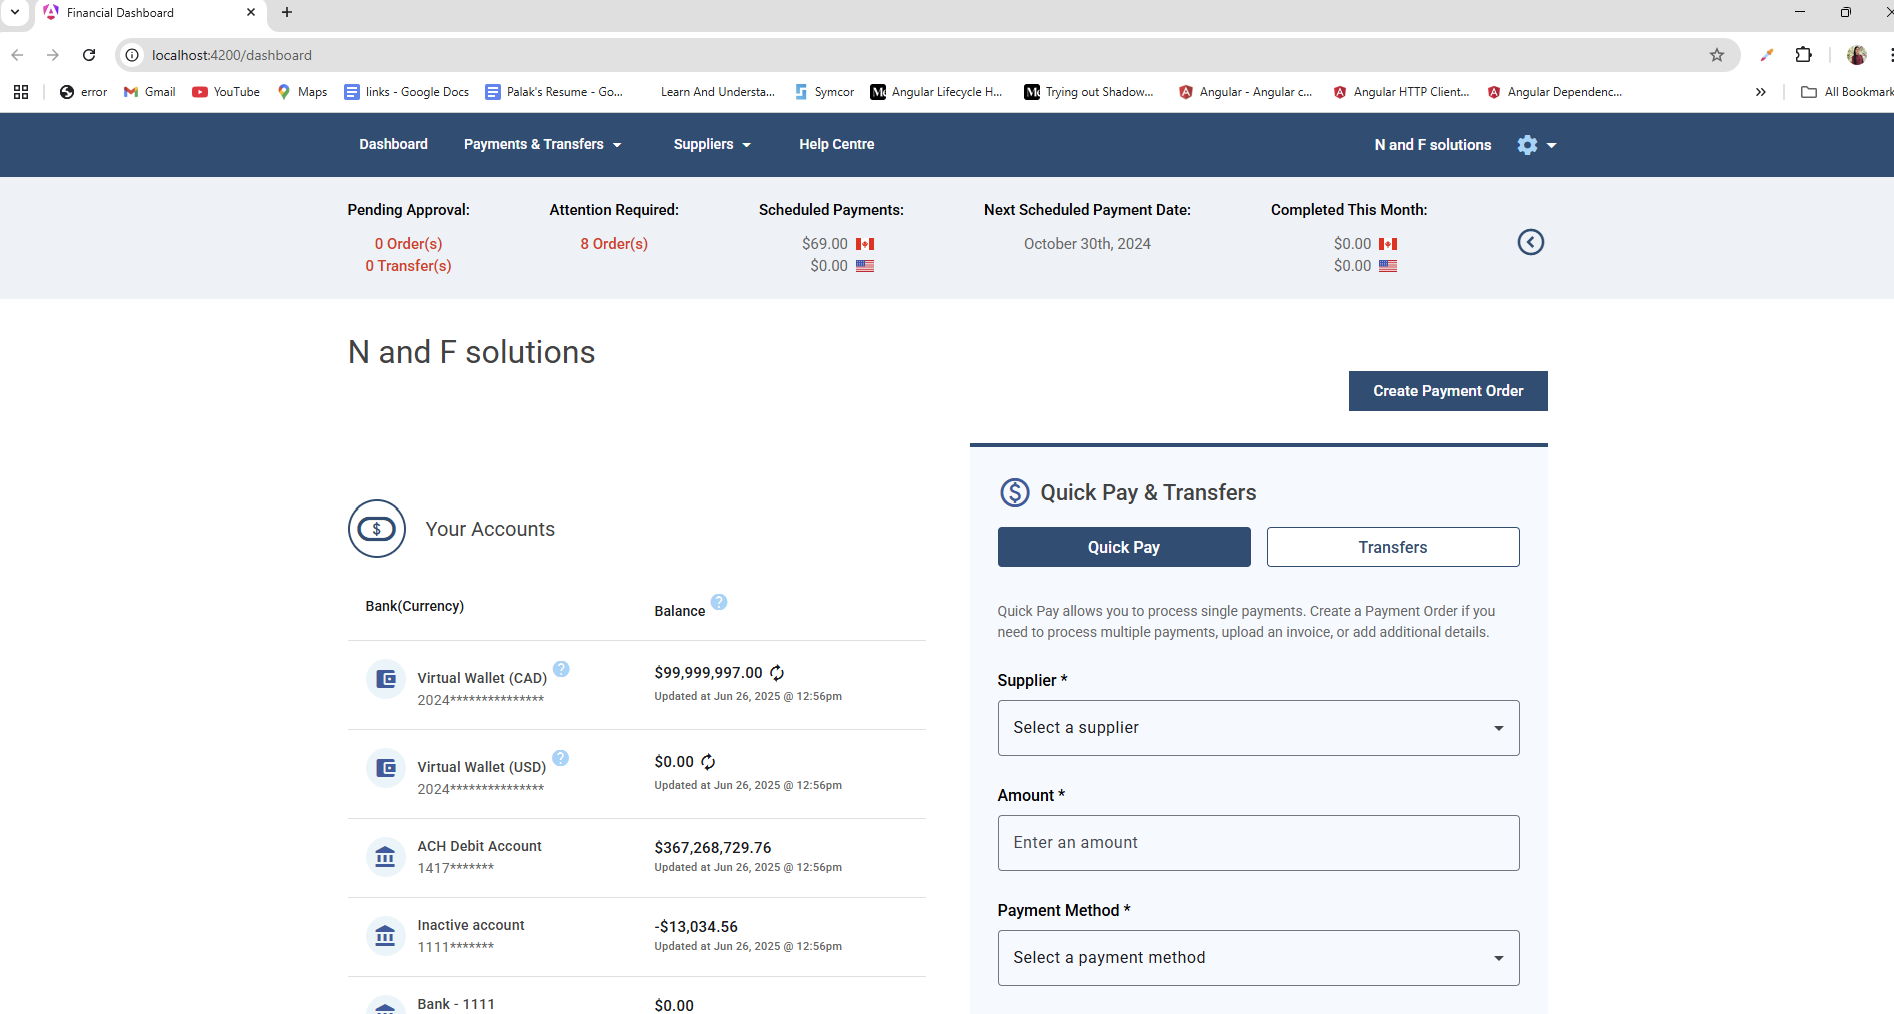 Financial Dashboard
localhost:4200/dashboard
error
Gmail
YouTube
Maps
links - Google Docs
Palak's Resume - Go...
Learn And Understa...
Symcor
Angular Lifecycle H...
Trying out Shadow...
Angular - Angular c...
Angular HTTP Client...
Angular Dependenc...
All Bookmark
Dashboard
Payments & Transfers
Suppliers
Help Centre
N and F solutions
Pending Approval:
0 Order(s)
0 Transfer(s)
Attention Required:
8 Order(s)
Scheduled Payments:
$69.00
$0.00
Next Scheduled Payment Date:
October 30th, 2024
Completed This Month:
$0.00
$0.00
N and F solutions
Create Payment Order
$ Your Accounts
Bank(Currency)
Balance ?
Virtual Wallet (CAD) ?
2024***************
$99,999,997.00
Updated at Jun 26, 2025 @ 12:56pm
Virtual Wallet (USD) ?
2024***************
$0.00
Updated at Jun 26, 2025 @ 12:56pm
ACH Debit Account
1417*******
$367,268,729.76
Updated at Jun 26, 2025 @ 12:56pm
Inactive account
1111*******
-$13,034.56
Updated at Jun 26, 2025 @ 12:56pm
Bank - 1111
$0.00
$ Quick Pay & Transfers
Quick Pay
Transfers
Quick Pay allows you to process single payments. Create a Payment Order if you
need to process multiple payments, upload an invoice, or add additional details.
Supplier *
Select a supplier
Amount *
Enter an amount
Payment Method *
Select a payment method